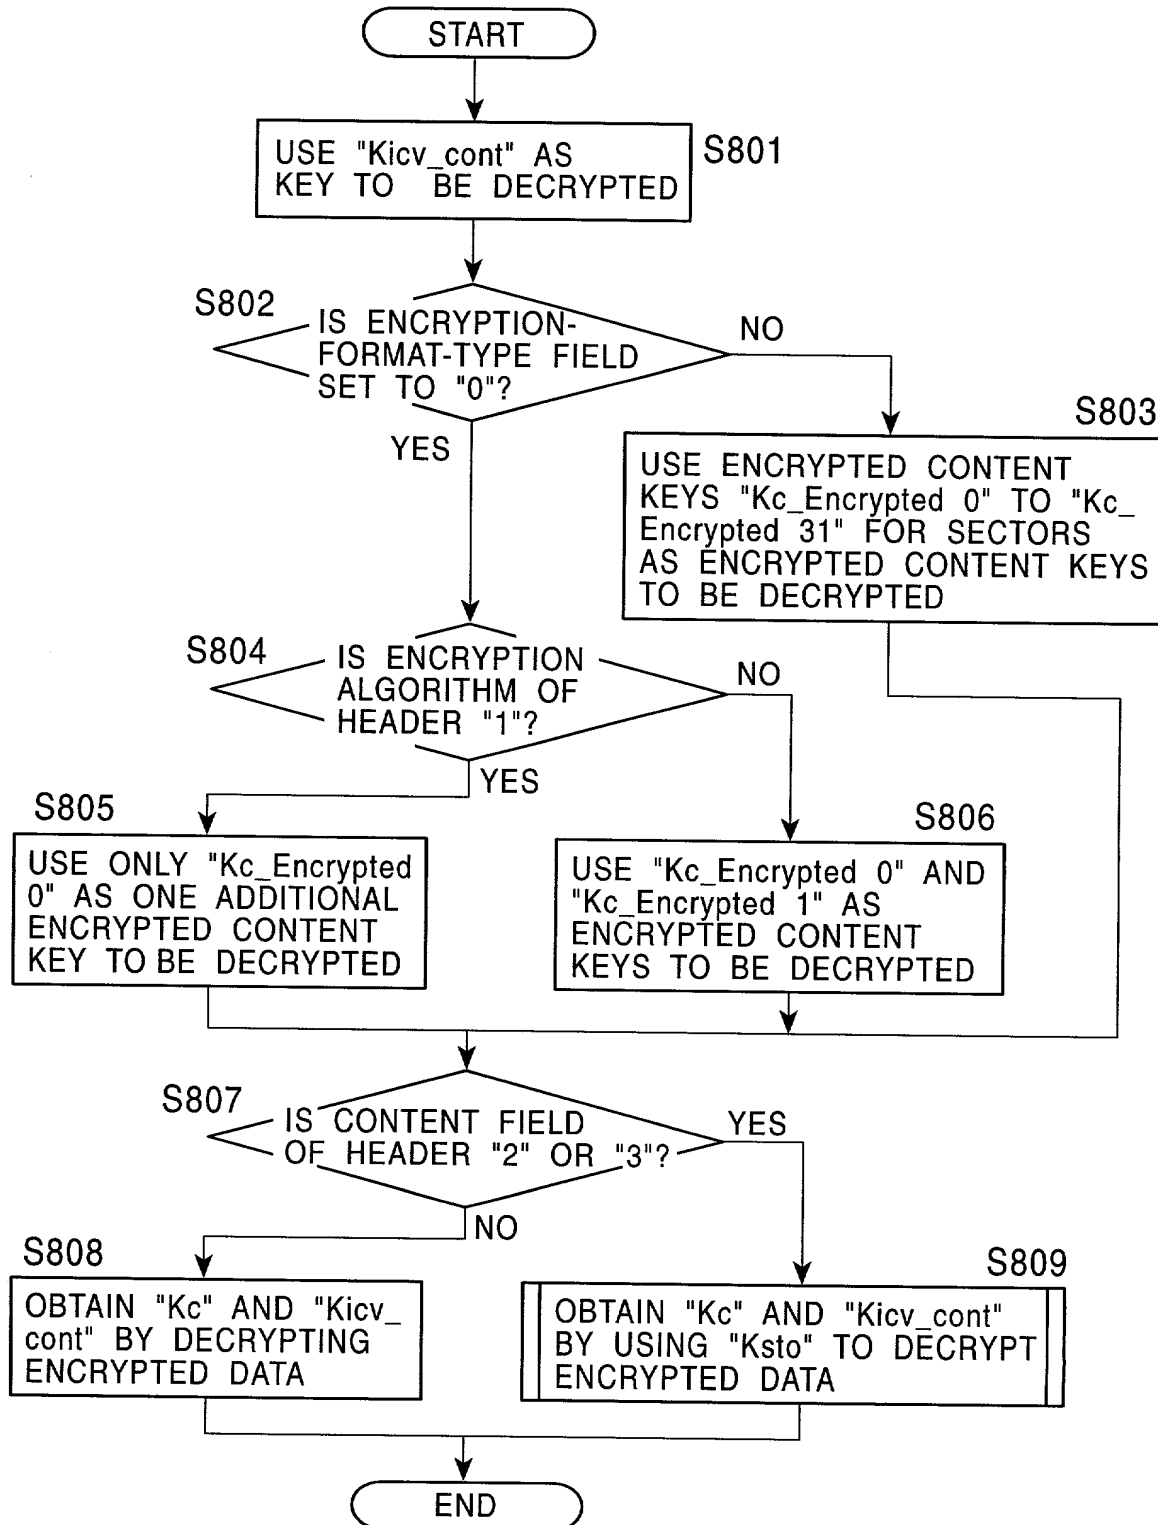 START
S801
USE "Kicv_cont" AS
KEY TO BE DECRYPTED
S802
IS ENCRYPTION-
FORMAT-TYPE FIELD
SET TO "0"?
NO
YES
S803
USE ENCRYPTED CONTENT
KEYS "Kc_Encrypted 0" TO "Kc_
Encrypted 31" FOR SECTORS
AS ENCRYPTED CONTENT KEYS
TO BE DECRYPTED
S804
IS ENCRYPTION
ALGORITHM OF
HEADER "1"?
NO
YES
S805
USE ONLY "Kc_Encrypted
0" AS ONE ADDITIONAL
ENCRYPTED CONTENT
KEY TO BE DECRYPTED
S806
USE "Kc_Encrypted 0" AND
"Kc_Encrypted 1" AS
ENCRYPTED CONTENT
KEYS TO BE DECRYPTED
S807
IS CONTENT FIELD
OF HEADER "2" OR "3"?
YES
NO
S808
OBTAIN "Kc" AND "Kicv_
cont" BY DECRYPTING
ENCRYPTED DATA
S809
OBTAIN "Kc" AND "Kicv_cont"
BY USING "Ksto" TO DECRYPT
ENCRYPTED DATA
END